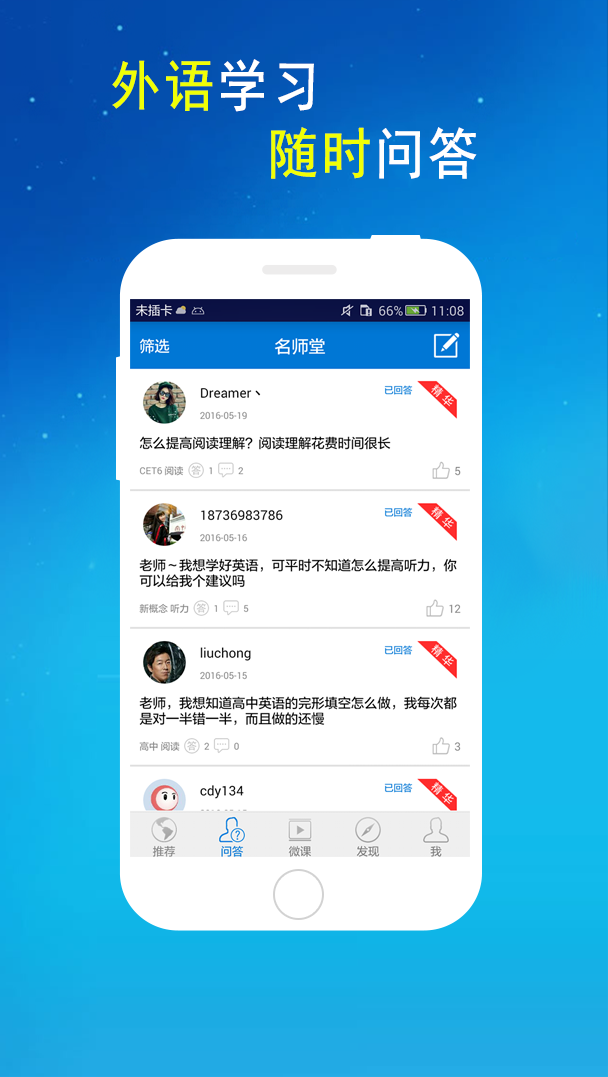 外语学习
随时问答
未插卡 66% 11:08
筛选 名师堂
Dreamer丶 已回答 精华
2016-05-19
怎么提高阅读理解？阅读理解花费时间很长
CET6 阅读 答 1 2 5
18736983786 已回答 精华
2016-05-16
老师～我想学好英语，可平时不知道怎么提高听力，你
可以给我个建议吗
新概念 听力 答 1 5 12
liuchong 已回答 精华
2016-05-15
老师，我想知道高中英语的完形填空怎么做，我每次都
是对一半错一半，而且做的还慢
高中 阅读 答 2 0 3
cdy134 已回答 精华
推荐 问答 微课 发现 我